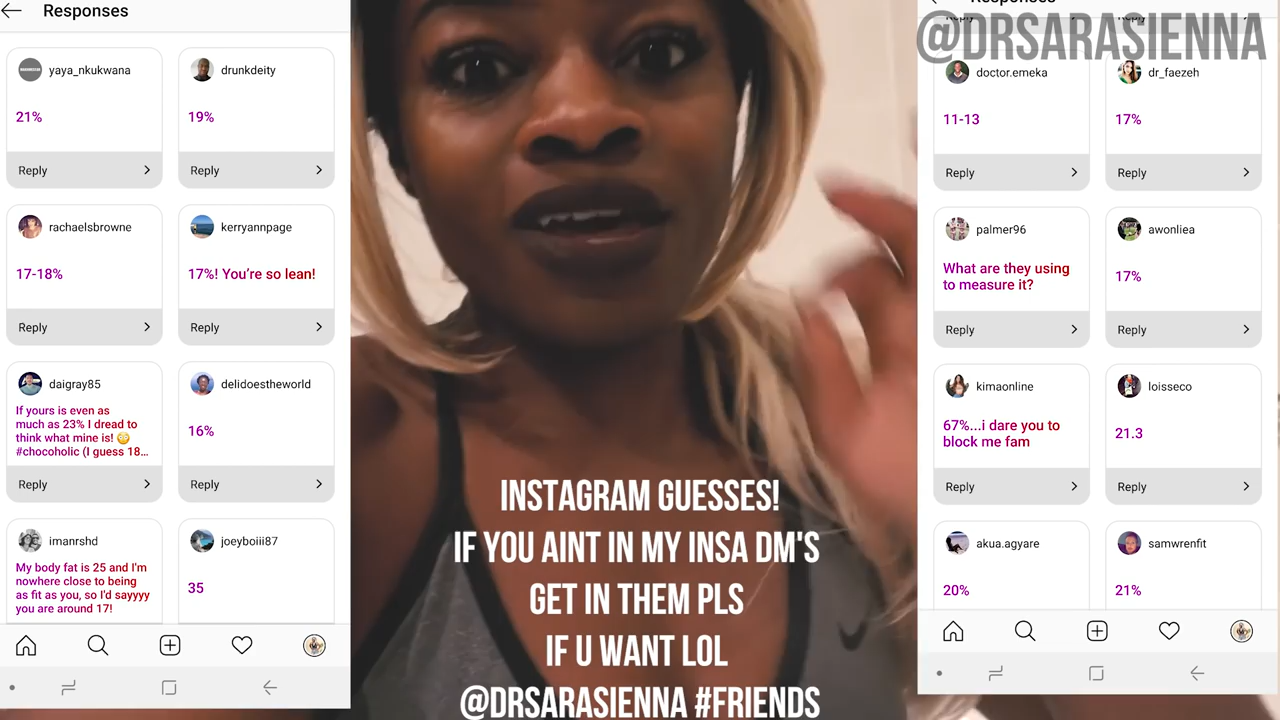 Responses
yaya_nkukwana
21%
Reply
drunkdeity
19%
Reply
rachaelsbrowne
17-18%
Reply
kerryannpage
17%! You're so lean!
Reply
daigray85
If yours is even as
much as 23% I dread to
think what mine is! 😳
#chocoholic (I guess 18...
Reply
delidoestheworld
16%
Reply
imanrshd
My body fat is 25 and I'm
nowhere close to being
as fit as you, so I'd sayyyy
you are around 17!
joeyboiii87
35
INSTAGRAM GUESSES!
IF YOU AINT IN MY INSA DM'S
GET IN THEM PLS
IF U WANT LOL
@DRSARASIENNA #FRIENDS
Responses
Reply
Reply
@DRSARASIENNA
doctor.emeka
11-13
Reply
dr_faezeh
17%
Reply
palmer96
What are they using
to measure it?
Reply
awonliea
17%
Reply
kimaonline
67%...i dare you to
block me fam
Reply
loisseco
21.3
Reply
akua.agyare
20%
samwrenfit
21%